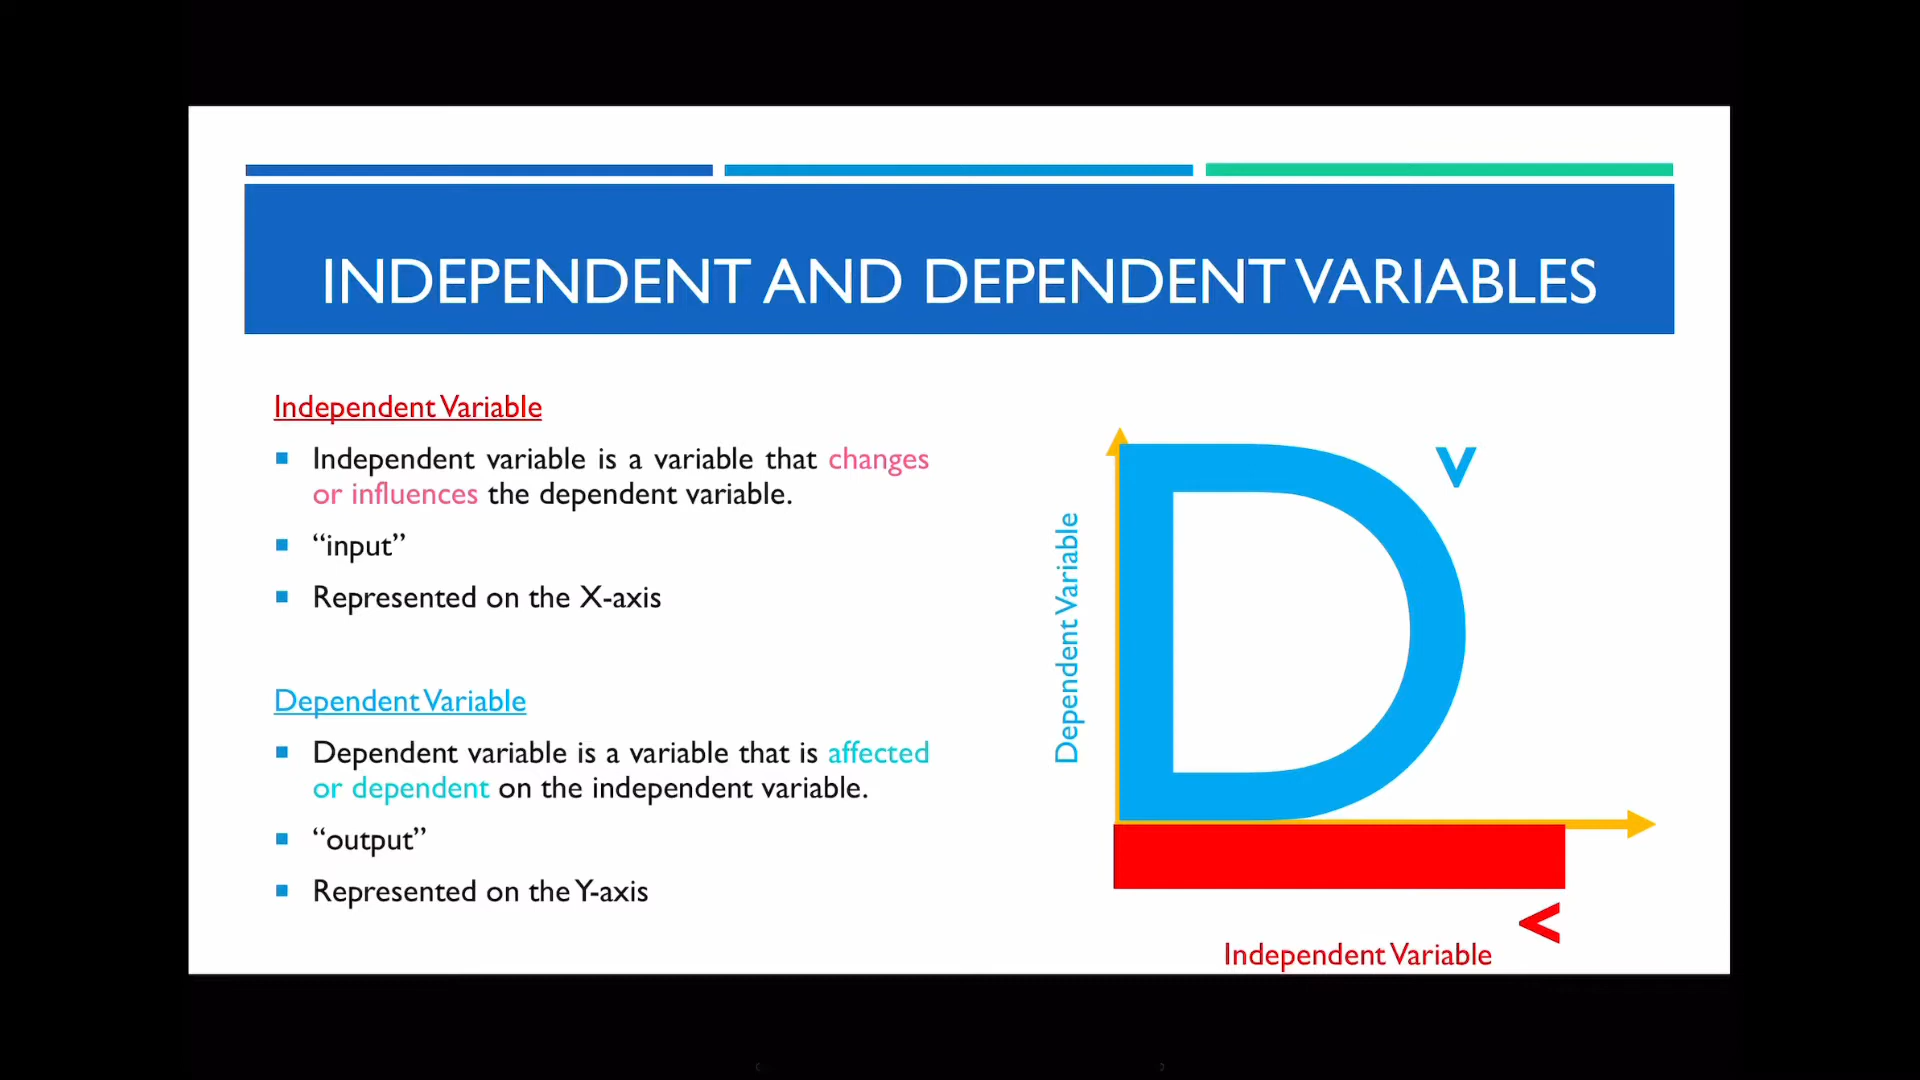 INDEPENDENT AND DEPENDENT VARIABLES
Independent Variable
Independent variable is a variable that changes
or influences the dependent variable.
“input”
Represented on the X-axis
Dependent Variable
Dependent variable is a variable that is affected
or dependent on the independent variable.
“output”
Represented on the Y-axis
Dependent Variable
D
V
I
V
Independent Variable